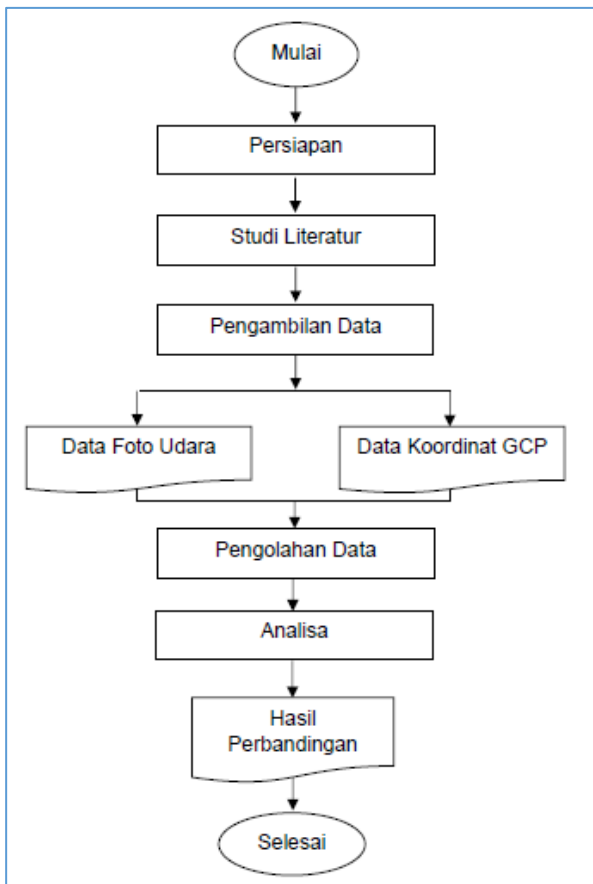 Mulai
Persiapan
Studi Literatur
Pengambilan Data
Data Foto Udara
Data Koordinat GCP
Pengolahan Data
Analisa
Hasil
Perbandingan
Selesai